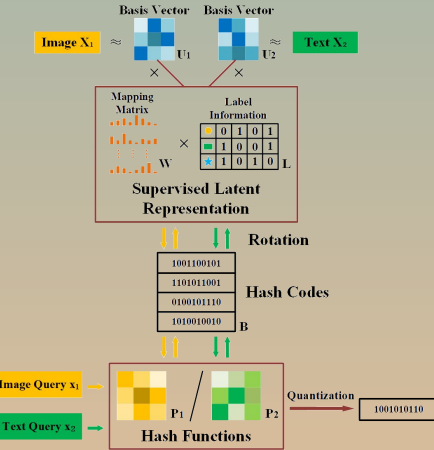 Basis Vector Basis Vector
Image X1 ≈ U1 U2 ≈ Text X2
× ×
Mapping Matrix
Label Information
W
×
0 1 0 1
1 0 0 1
1 0 1 0
L
Supervised Latent
Representation
Rotation
1001100101
1101011001
0100101110
1010010010
B
Hash Codes
Image Query x1
Text Query x2
P1 / P2
Hash Functions
Quantization
1001010110